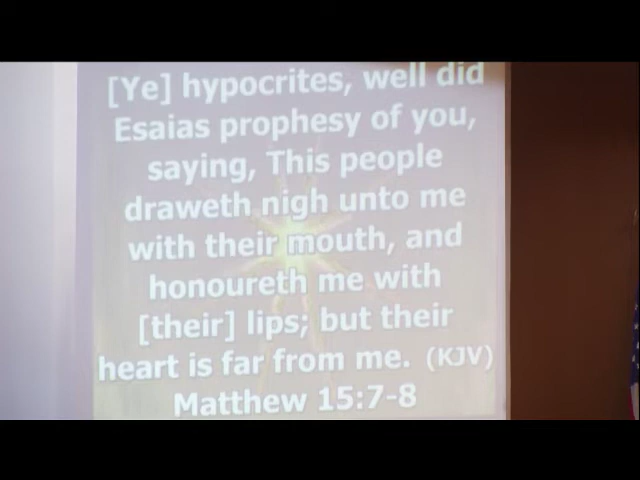 [Ye] hypocrites, well did
Esaias prophesy of you,
saying, This people
draweth nigh unto me
with their mouth, and
honoureth me with
[their] lips; but their
heart is far from me. (KJV)
Matthew 15:7-8